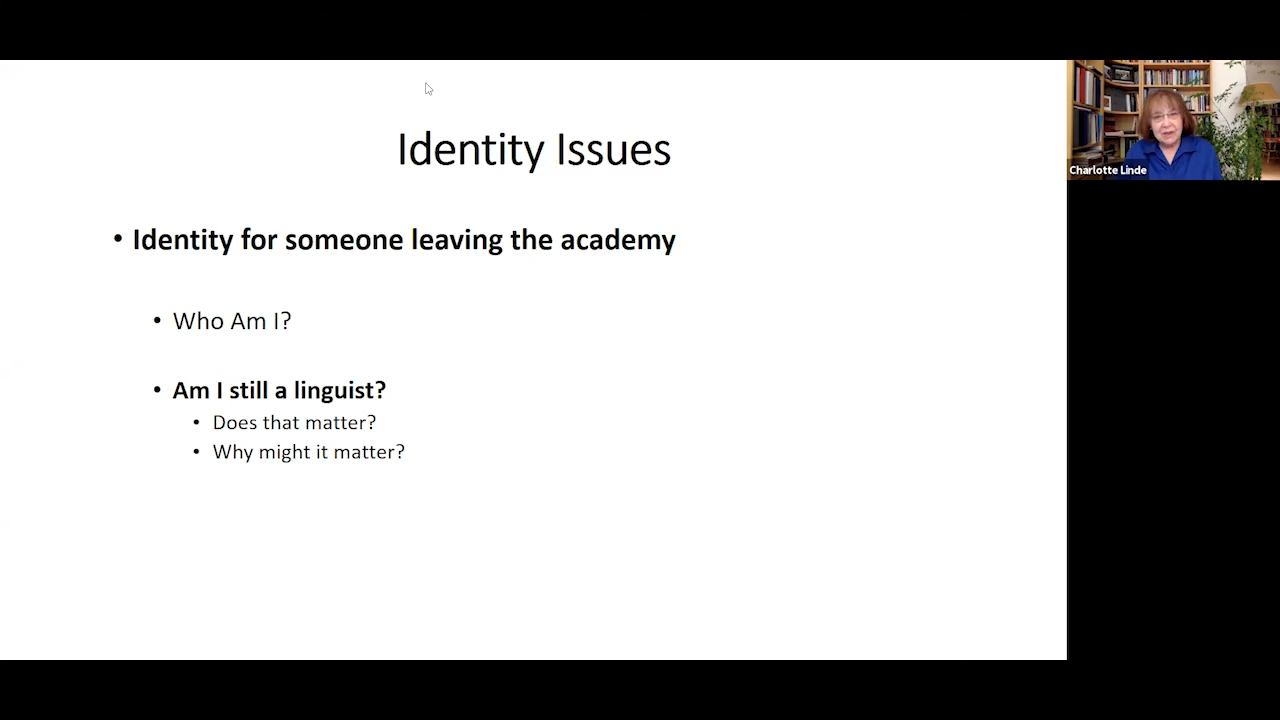 Identity Issues
• Identity for someone leaving the academy
• Who Am I?
• Am I still a linguist?
• Does that matter?
• Why might it matter?
Charlotte Linde